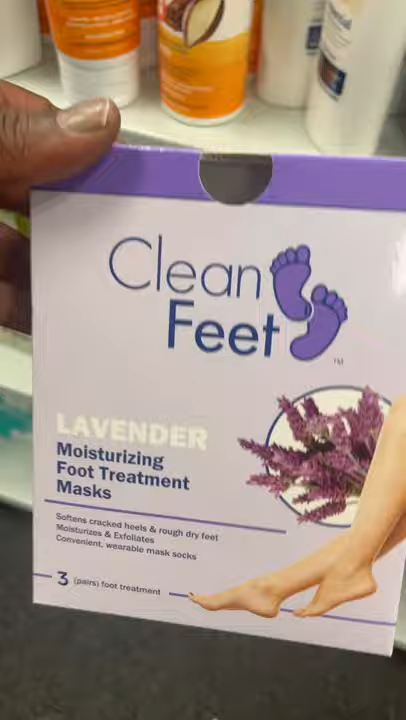 Clean
Feet
TM
LAVENDER
Moisturizing
Foot Treatment
Masks
Softens cracked heels & rough dry feet
Moisturizes & Exfoliates
Convenient, wearable mask socks
3 (pairs) foot treatment